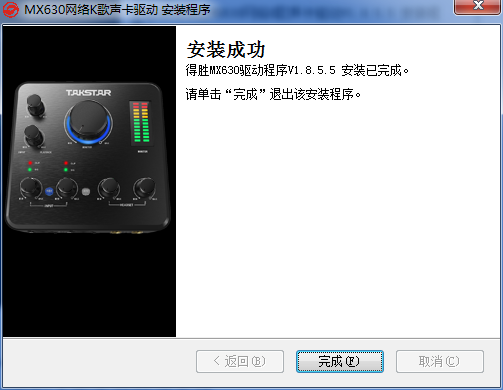 MX630网络K歌声卡驱动 安装程序
安装成功
得胜MX630驱动程序V1.8.5.5 安装已完成。
请单击“完成”退出该安装程序。
TAKSTAR
< 返回(B)
完成(F)
取消(C)